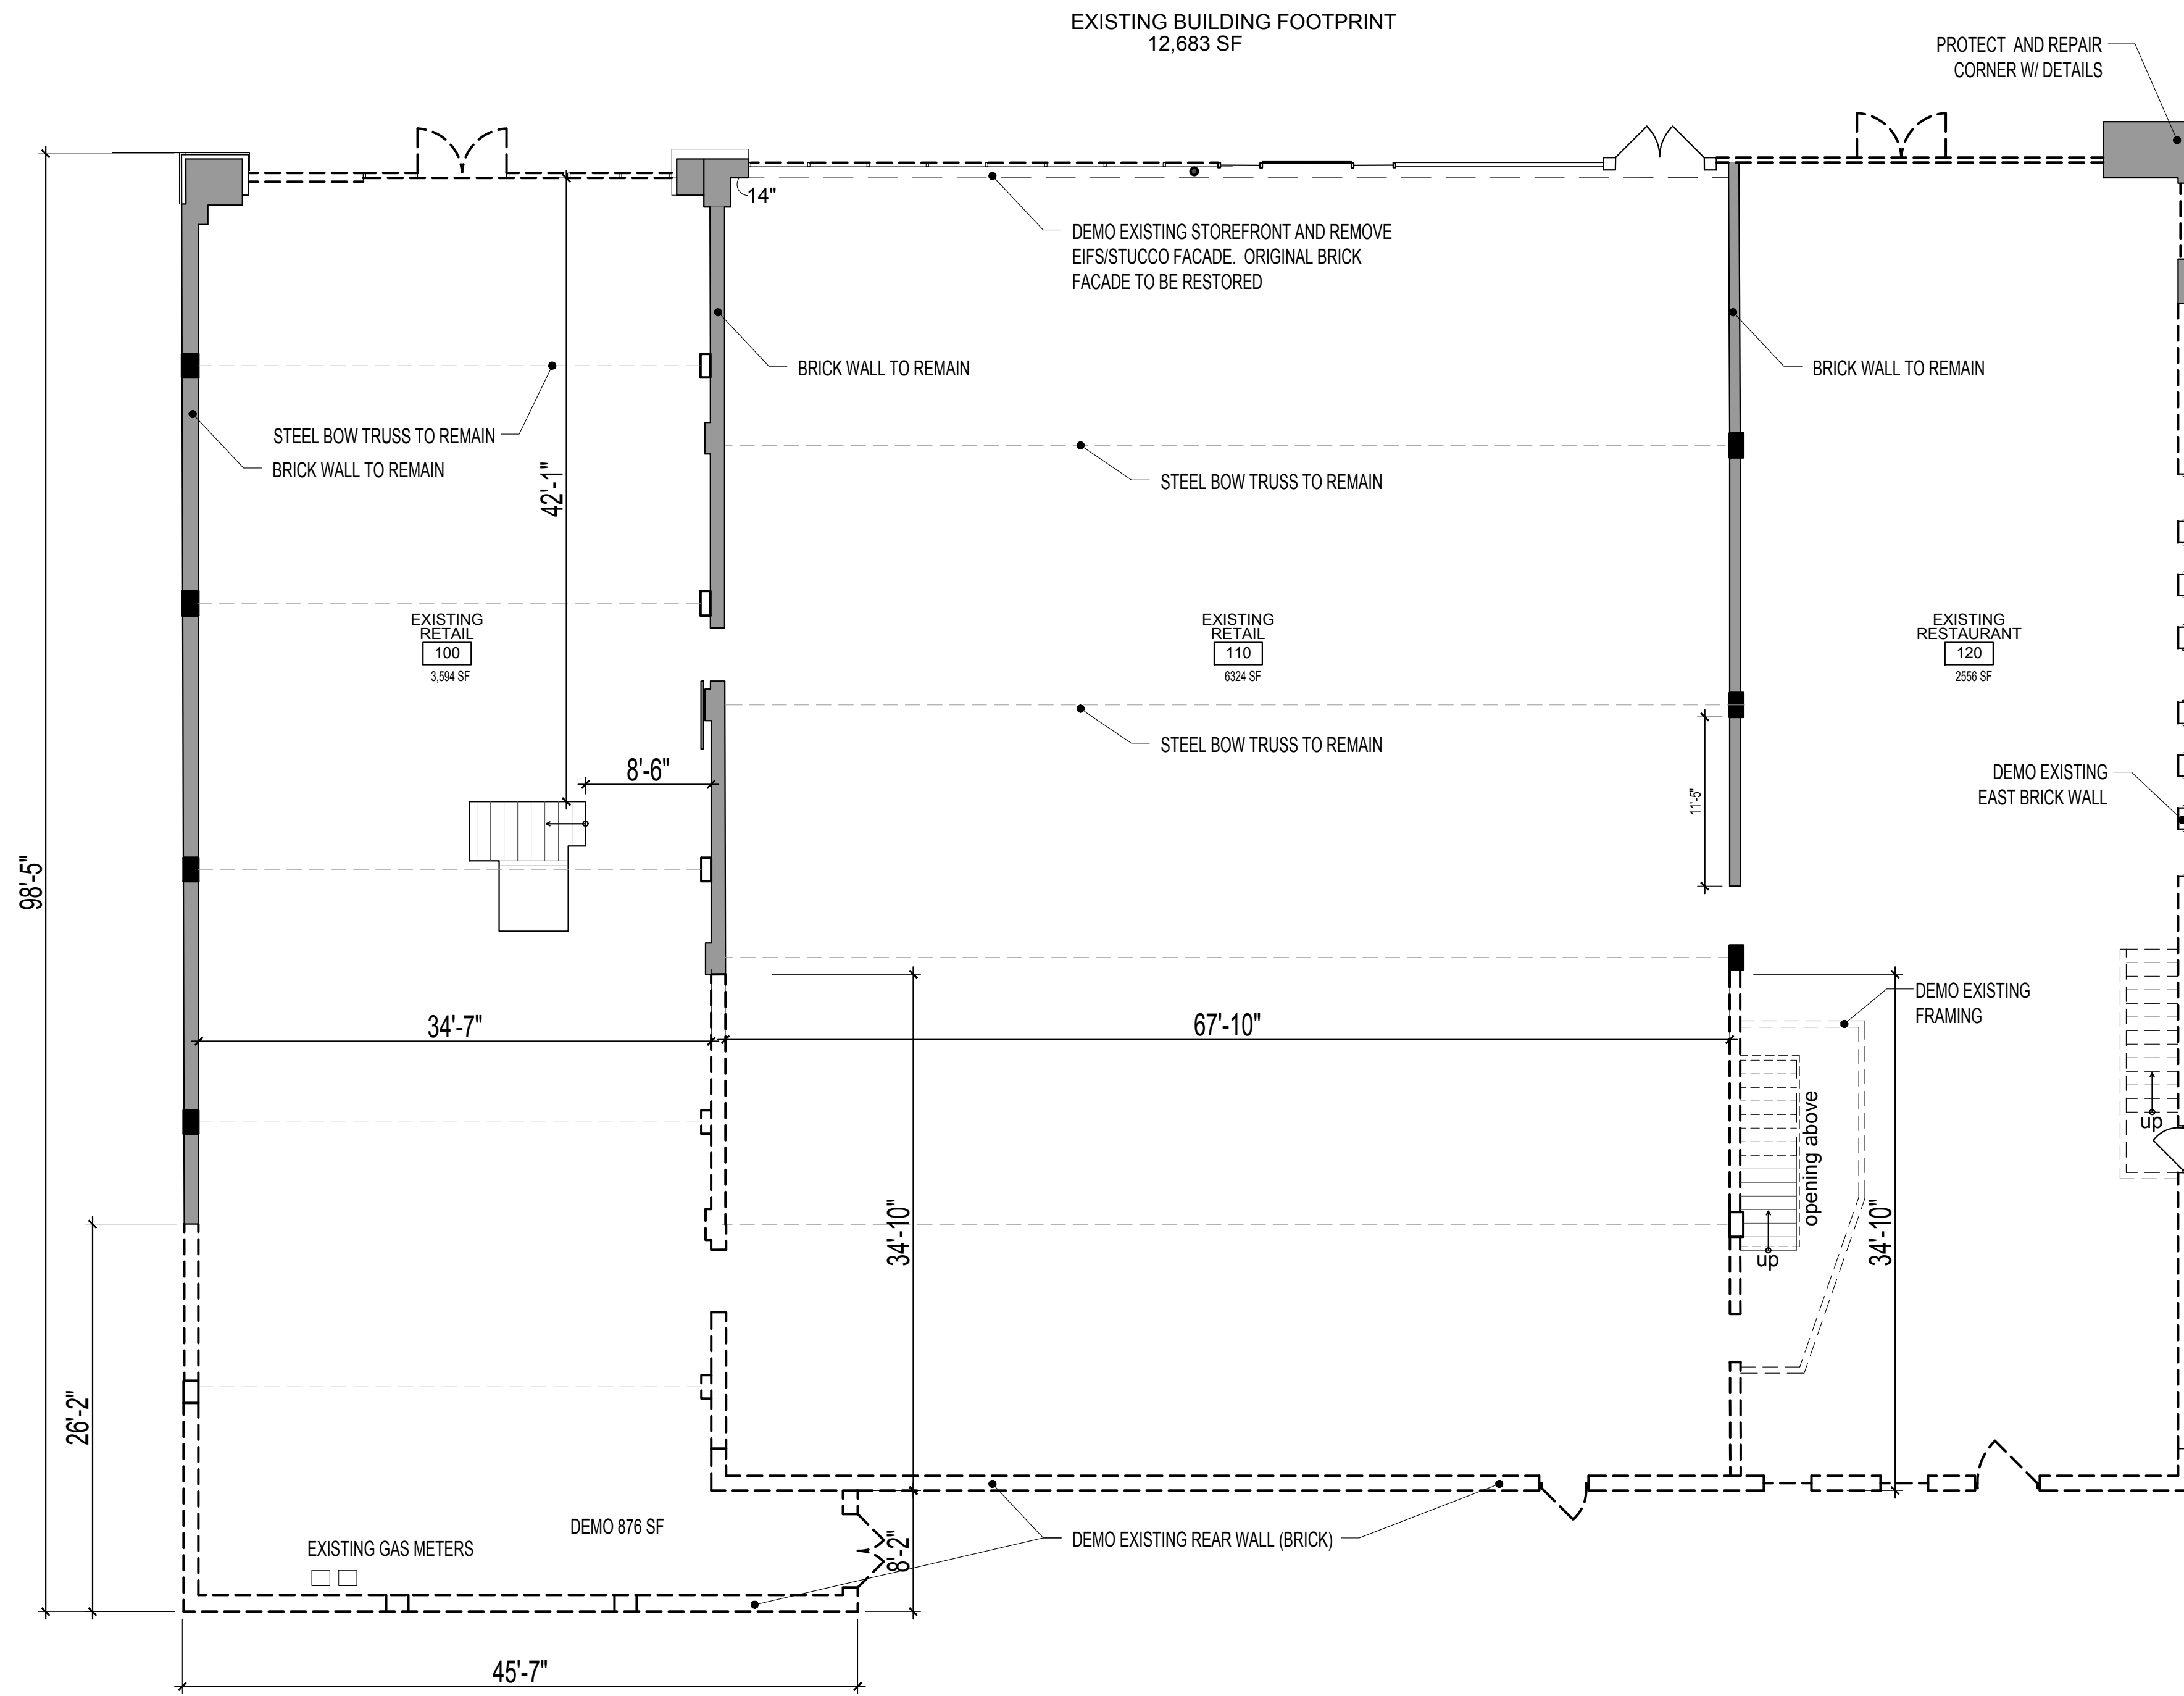 EXISTING BUILDING FOOTPRINT
12,683 SF
PROTECT AND REPAIR
CORNER W/ DETAILS
14"
DEMO EXISTING STOREFRONT AND REMOVE
EIFS/STUCCO FACADE. ORIGINAL BRICK
FACADE TO BE RESTORED
BRICK WALL TO REMAIN
BRICK WALL TO REMAIN
STEEL BOW TRUSS TO REMAIN
BRICK WALL TO REMAIN
42'-1"
STEEL BOW TRUSS TO REMAIN
EXISTING
RETAIL
100
3,594 SF
EXISTING
RETAIL
110
6324 SF
EXISTING
RESTAURANT
120
2556 SF
STEEL BOW TRUSS TO REMAIN
8'-6"
11'-5"
DEMO EXISTING
EAST BRICK WALL
98'-5"
34'-7"
67'-10"
DEMO EXISTING
FRAMING
opening above
up
up
34'-10"
34'-10"
26'-2"
DEMO 876 SF
EXISTING GAS METERS
8'-2"
DEMO EXISTING REAR WALL (BRICK)
45'-7"